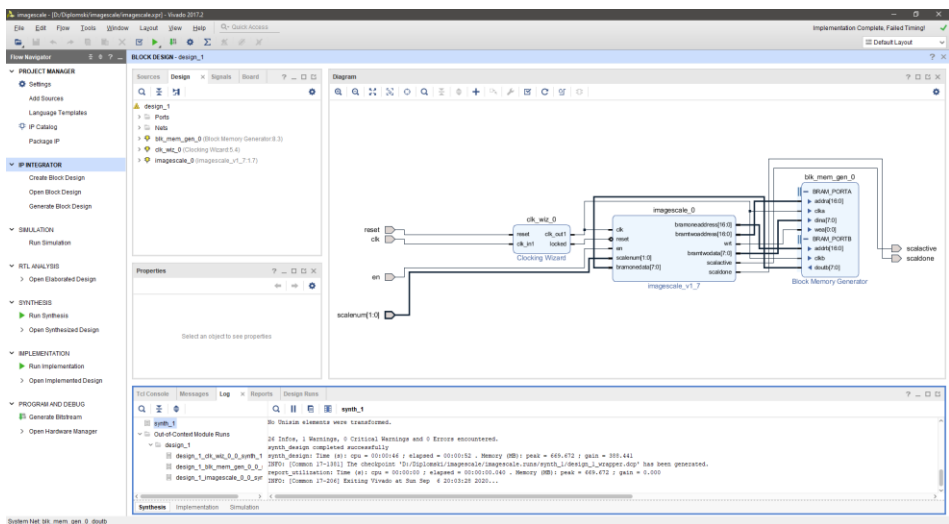 imagescale - [D:/Diplomski/imagescale/imagescale.xpr] - Vivado 2017.2
File Edit Flow Tools Window Layout View Help Quick Access
Implementation Complete, Failed Timing!
Default Layout
Flow Navigator
PROJECT MANAGER
Settings
Add Sources
Language Templates
IP Catalog
Package IP
IP INTEGRATOR
Create Block Design
Open Block Design
Generate Block Design
SIMULATION
Run Simulation
RTL ANALYSIS
Open Elaborated Design
SYNTHESIS
Run Synthesis
Open Synthesized Design
IMPLEMENTATION
Run Implementation
Open Implemented Design
PROGRAM AND DEBUG
Generate Bitstream
Open Hardware Manager
BLOCK DESIGN - design_1
Sources Design Signals Board
design_1
Ports
Nets
blk_mem_gen_0 (Block Memory Generator:8.3)
clk_wiz_0 (Clocking Wizard:5.4)
imagescale_0 (imagescale_v1_7:1.7)
Properties
Select an object to see properties
Diagram
reset
clk
en
scalenum[1:0]
clk_wiz_0
reset clk_out1
clk_in1 locked
Clocking Wizard
imagescale_0
clk
reset
en
scalenum[1:0]
bramonedata[7:0]
bramoneaddress[16:0]
bramtwoaddress[16:0]
wrt
bramtwodata[7:0]
scalactive
scaldone
imagescale_v1_7
blk_mem_gen_0
BRAM_PORTA
addra[16:0]
clka
dina[7:0]
wea[0:0]
BRAM_PORTB
addrb[16:0]
clkb
doutb[7:0]
Block Memory Generator
scalactive
scaldone
Tcl Console Messages Log Reports Design Runs
synth_1
Out-of-Context Module Runs
design_1
design_1_clk_wiz_0_0_synth_1
design_1_blk_mem_gen_0_0_
design_1_imagescale_0_0_syr
synth_1
No Unisim elements were transformed.
26 Infos, 1 Warnings, 0 Critical Warnings and 0 Errors encountered.
synth_design completed successfully
synth_design: Time (s): cpu = 00:00:46 ; elapsed = 00:00:52 . Memory (MB): peak = 669.672 ; gain = 389.441
INFO: [Common 17-1381] The checkpoint 'D:/Diplomski/imagescale/imagescale.runs/synth_1/design_1_wrapper.dcp' has been generated.
report_utilization: Time (s): cpu = 00:00:00 ; elapsed = 00:00:00.040 . Memory (MB): peak = 669.672 ; gain = 0.000
INFO: [Common 17-206] Exiting Vivado at Sun Sep 6 20:03:28 2020...
Synthesis Implementation Simulation
System Net: blk_mem_gen_0_doutb